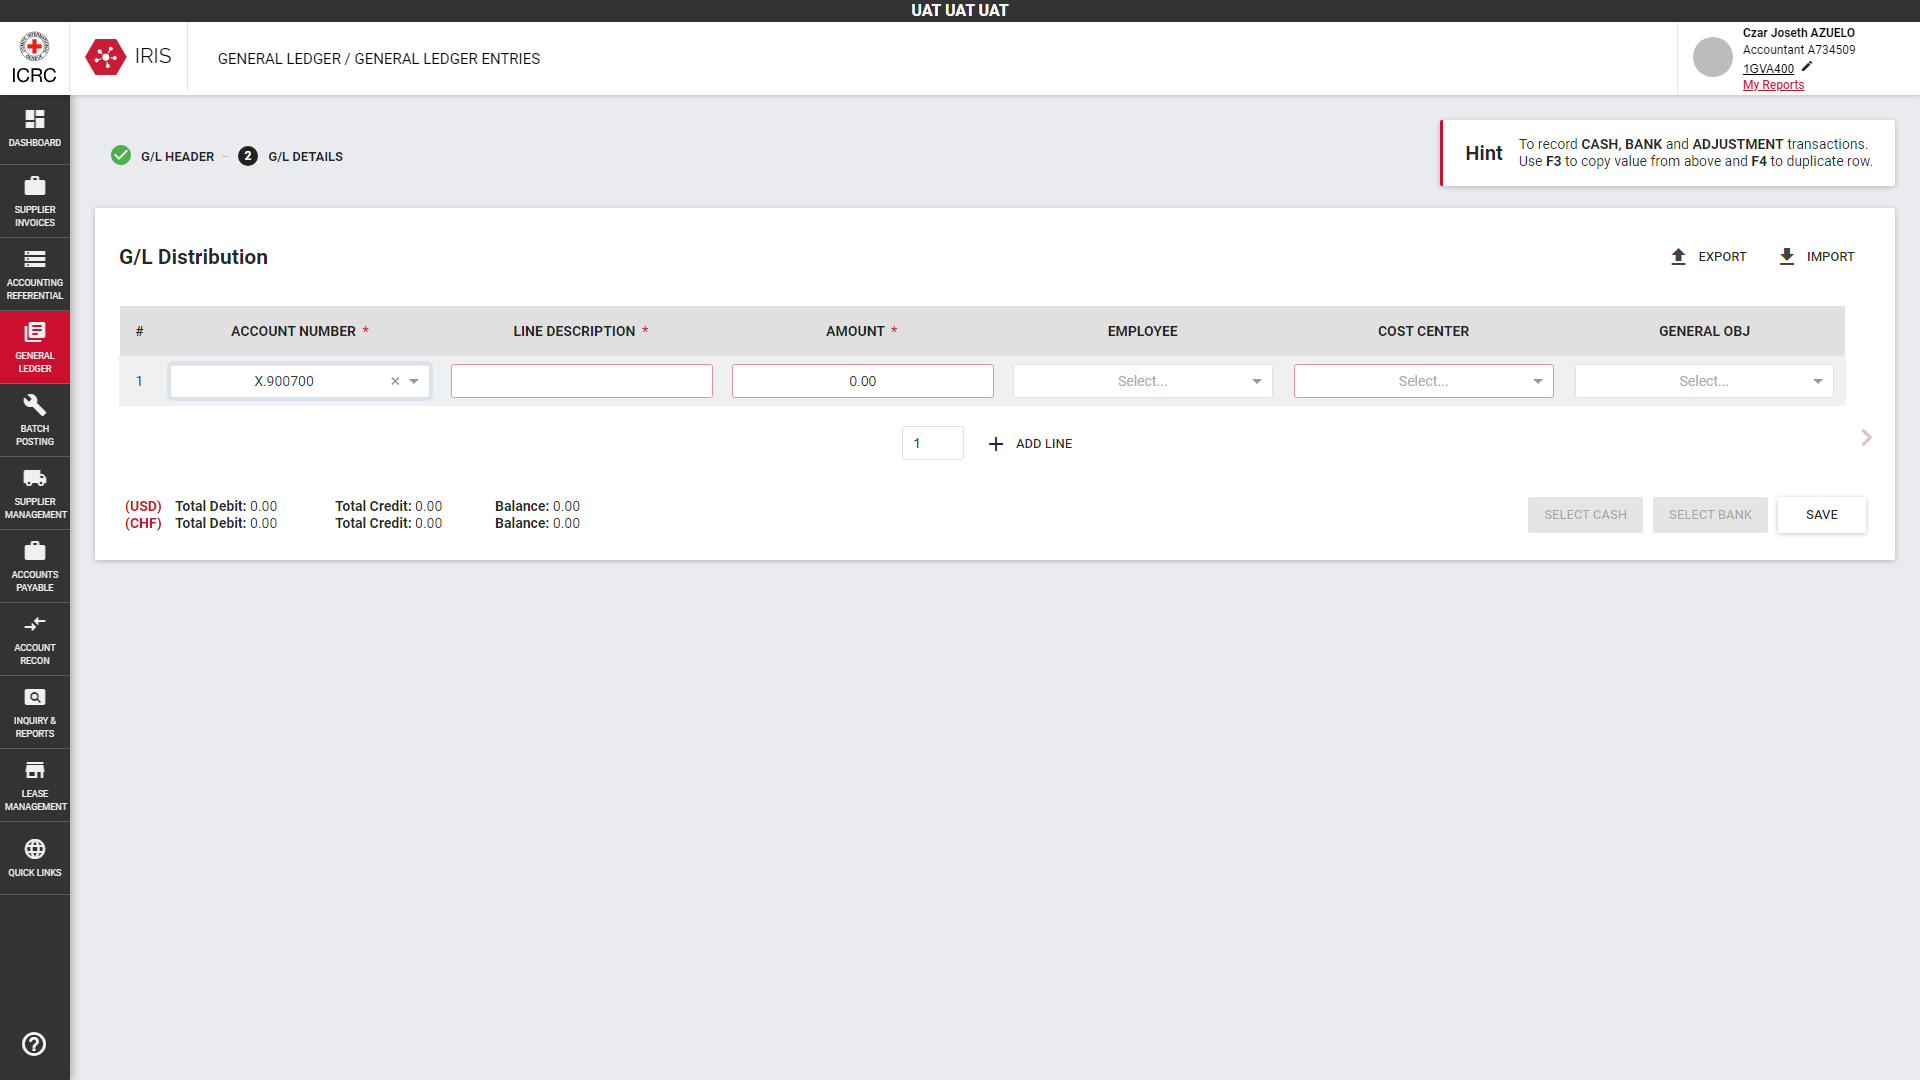 UAT UAT UAT
ICRC
IRIS
GENERAL LEDGER / GENERAL LEDGER ENTRIES
Czar Joseth AZUELO
Accountant A734509
1GVA400
My Reports
DASHBOARD
SUPPLIER
INVOICES
ACCOUNTING
REFERENTIAL
GENERAL
LEDGER
BATCH
POSTING
SUPPLIER
MANAGEMENT
ACCOUNTS
PAYABLE
ACCOUNT
RECON
INQUIRY &
REPORTS
LEASE
MANAGEMENT
QUICK LINKS
G/L HEADER
2 G/L DETAILS
Hint
To record CASH, BANK and ADJUSTMENT transactions.
Use F3 to copy value from above and F4 to duplicate row.
G/L Distribution
EXPORT
IMPORT
# ACCOUNT NUMBER * LINE DESCRIPTION * AMOUNT * EMPLOYEE COST CENTER GENERAL OBJ
1 X.900700 0.00 Select... Select... Select...
1 ADD LINE
(USD) Total Debit: 0.00 Total Credit: 0.00 Balance: 0.00
(CHF) Total Debit: 0.00 Total Credit: 0.00 Balance: 0.00
SELECT CASH
SELECT BANK
SAVE